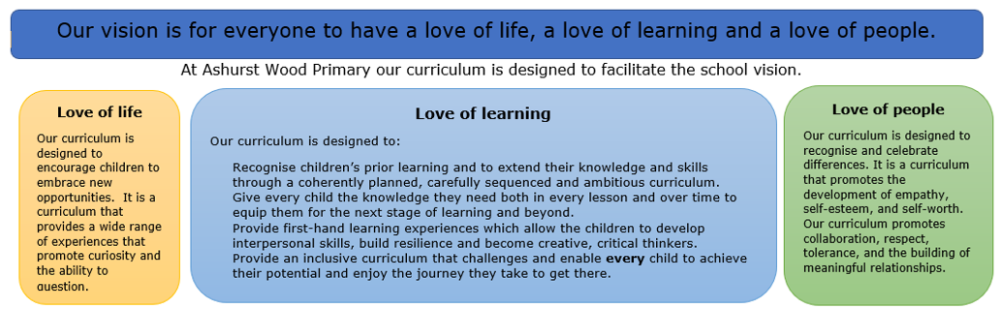 Our vision is for everyone to have a love of life, a love of learning and a love of people.
At Ashurst Wood Primary our curriculum is designed to facilitate the school vision.
Love of life
Our curriculum is
designed to
encourage children to
embrace new
opportunities.  It is a
curriculum that
provides a wide range
of experiences that
promote curiosity and
the ability to
question.
Love of learning
Our curriculum is designed to:
Recognise children's prior learning and to extend their knowledge and skills
through a coherently planned, carefully sequenced and ambitious curriculum.
Give every child the knowledge they need both in every lesson and over time to
equip them for the next stage of learning and beyond.
Provide first-hand learning experiences which allow the children to develop
interpersonal skills, build resilience and become creative, critical thinkers.
Provide an inclusive curriculum that challenges and enable every child to achieve
their potential and enjoy the journey they take to get there.
Love of people
Our curriculum is designed to
recognise and celebrate
differences. It is a curriculum
that promotes the
development of empathy,
self-esteem, and self-worth.
Our curriculum promotes
collaboration, respect,
tolerance, and the building of
meaningful relationships.